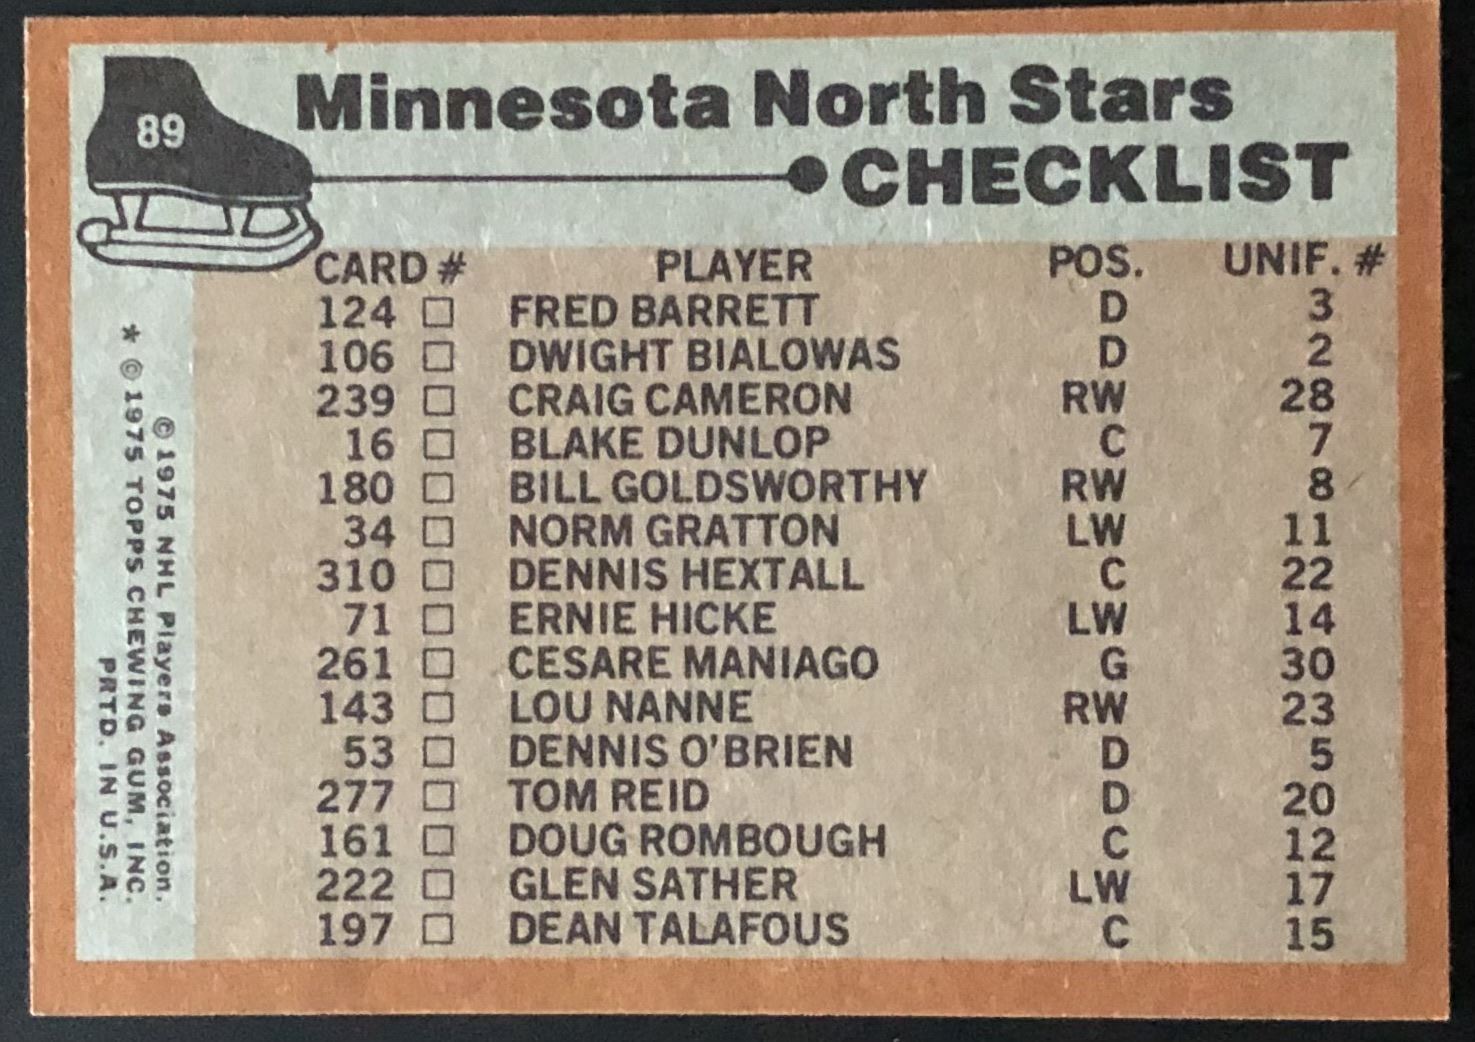 89
Minnesota North Stars
CHECKLIST
CARD # PLAYER POS. UNIF. #
124 □ FRED BARRETT D 3
106 □ DWIGHT BIALOWAS D 2
239 □ CRAIG CAMERON RW 28
16 □ BLAKE DUNLOP C 7
180 □ BILL GOLDSWORTHY RW 8
34 □ NORM GRATTON LW 11
310 □ DENNIS HEXTALL C 22
71 □ ERNIE HICKE LW 14
261 □ CESARE MANIAGO G 30
143 □ LOU NANNE RW 23
53 □ DENNIS O'BRIEN D 5
277 □ TOM REID D 20
161 □ DOUG ROMBOUGH C 12
222 □ GLEN SATHER LW 17
197 □ DEAN TALAFOUS C 15
© 1975 NHL Players Association.
* © 1975 TOPPS CHEWING GUM, INC.
PRTD. IN U.S.A.